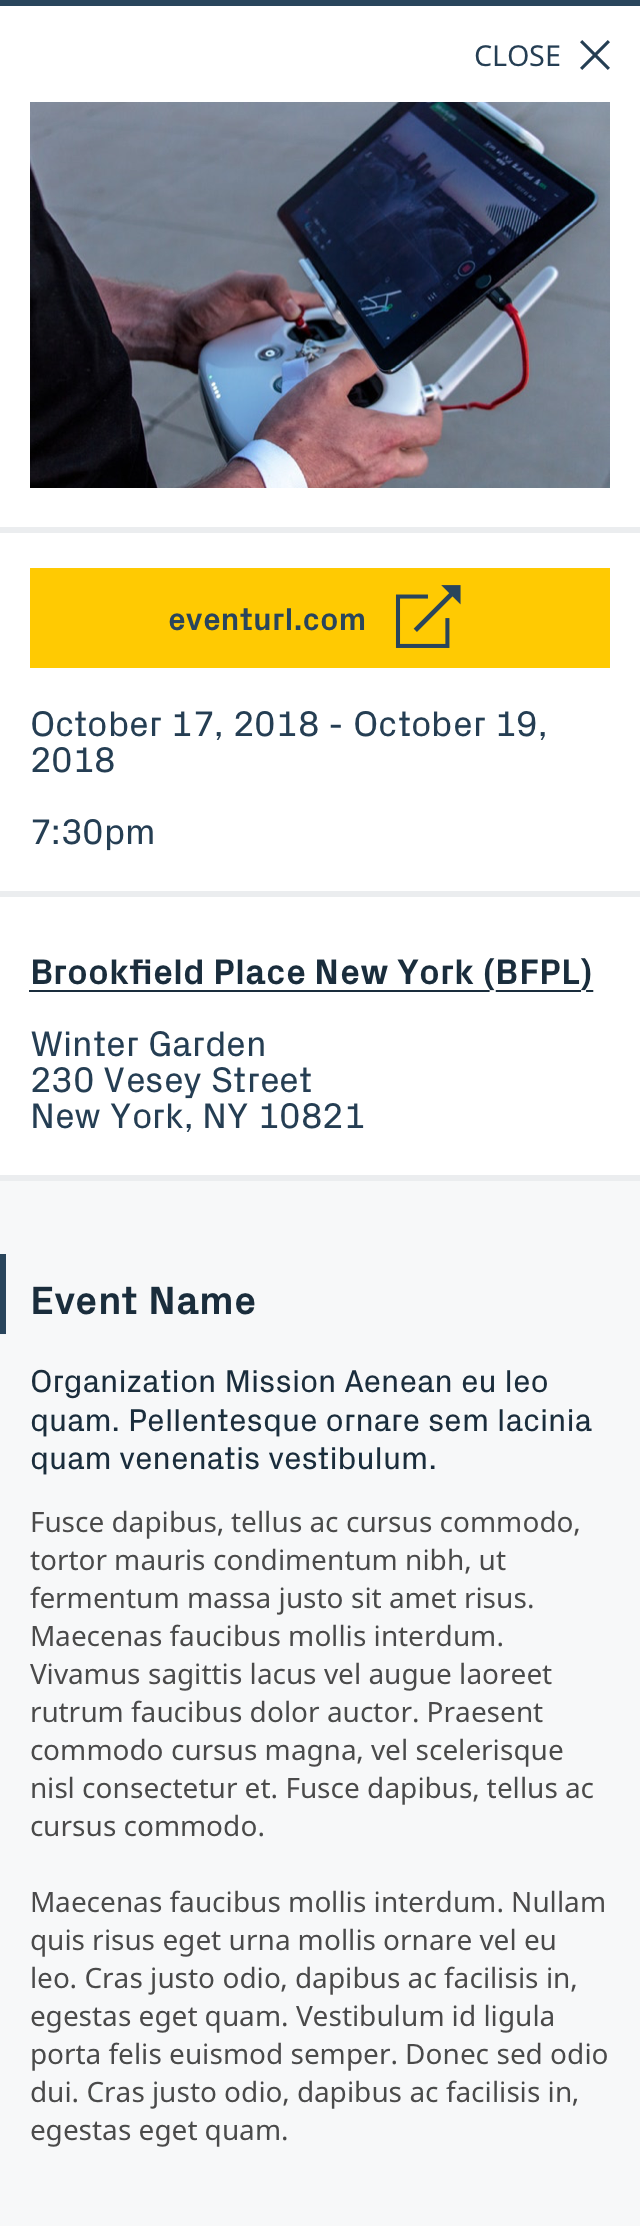 CLOSE
eventurl.com
October 17, 2018 - October 19,
2018
7:30pm
Brookfield Place New York (BFPL)
Winter Garden
230 Vesey Street
New York, NY 10821
Event Name
Organization Mission Aenean eu leo
quam. Pellentesque ornare sem lacinia
quam venenatis vestibulum.
Fusce dapibus, tellus ac cursus commodo,
tortor mauris condimentum nibh, ut
fermentum massa justo sit amet risus.
Maecenas faucibus mollis interdum.
Vivamus sagittis lacus vel augue laoreet
rutrum faucibus dolor auctor. Praesent
commodo cursus magna, vel scelerisque
nisl consectetur et. Fusce dapibus, tellus ac
cursus commodo.
Maecenas faucibus mollis interdum. Nullam
quis risus eget urna mollis ornare vel eu
leo. Cras justo odio, dapibus ac facilisis in,
egestas eget quam. Vestibulum id ligula
porta felis euismod semper. Donec sed odio
dui. Cras justo odio, dapibus ac facilisis in,
egestas eget quam.